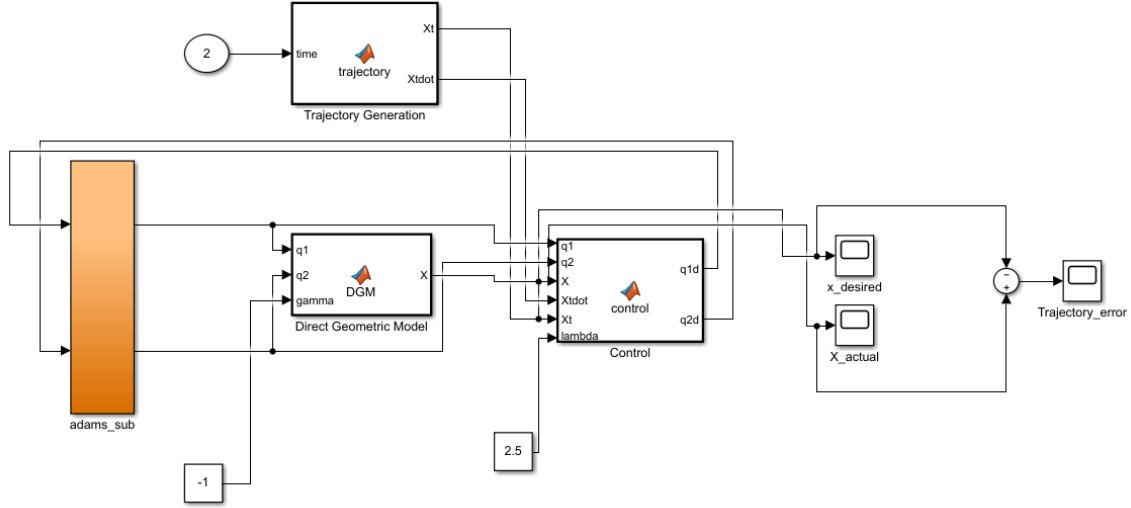 2
time
trajectory
Xt
Xtdot
Trajectory Generation
adams_sub
q1
q2
gamma
DGM
X
Direct Geometric Model
q1
q2
X
Xtdot
Xt
lambda
control
q1d
q2d
Control
x_desired
X_actual
−
+
Trajectory_error
2.5
-1